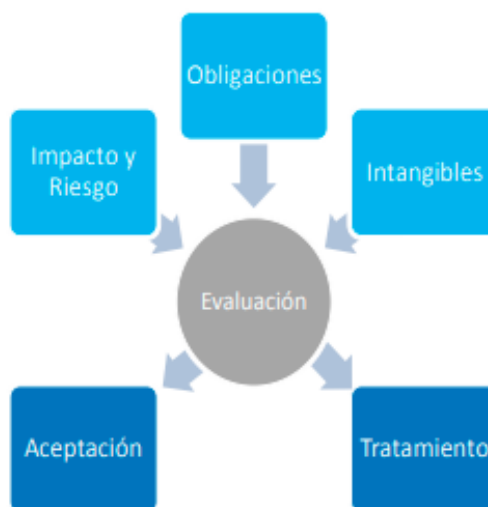 Obligaciones
Impacto y
Riesgo
Intangibles
Evaluación
Aceptación
Tratamiento